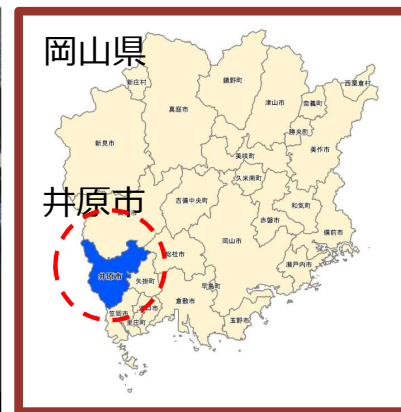 岡山県
新庄村
鏡野町
西粟倉村
津山市
奈義町
真庭市
勝央町
新見市
美作市
美咲町
久米南町
井原市
吉備中央町
和気町
赤磐市
備前市
岡山市
総社市
瀬戸内市
井原市
矢掛町
早島町
倉敷市
笠岡市
玉野市
里庄町